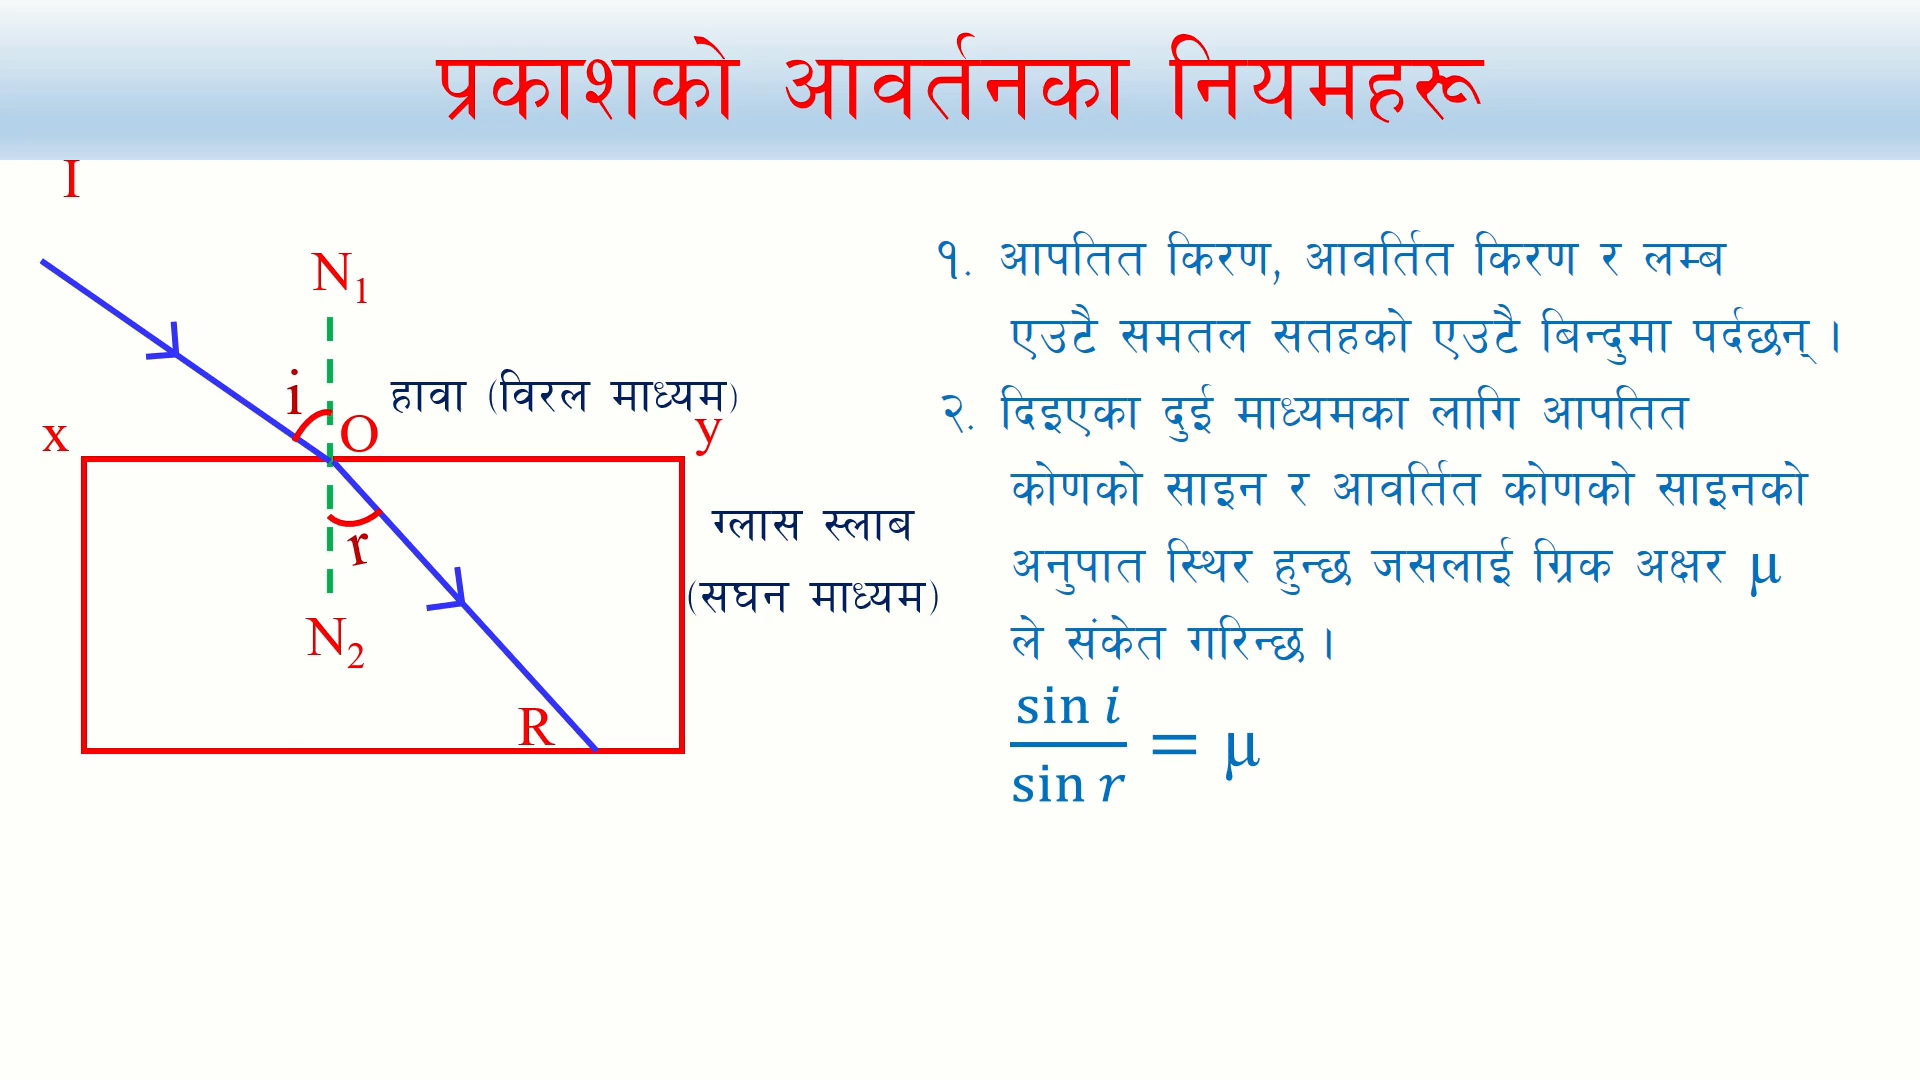 प्रकाशको आवर्तनका नियमहरू
I
N₁
i
हावा (विरल माध्यम)
x
O
y
ग्लास स्लाब
r
(सघन माध्यम)
N₂
R
१. आपतित किरण, आवर्तित किरण र लम्ब
एउटै समतल सतहको एउटै बिन्दुमा पर्दछन् ।
२. दिइएका दुई माध्यमका लागि आपतित
कोणको साइन र आवर्तित कोणको साइनको
अनुपात स्थिर हुन्छ जसलाई ग्रिक अक्षर μ
ले संकेत गरिन्छ ।
sin i / sin r = μ